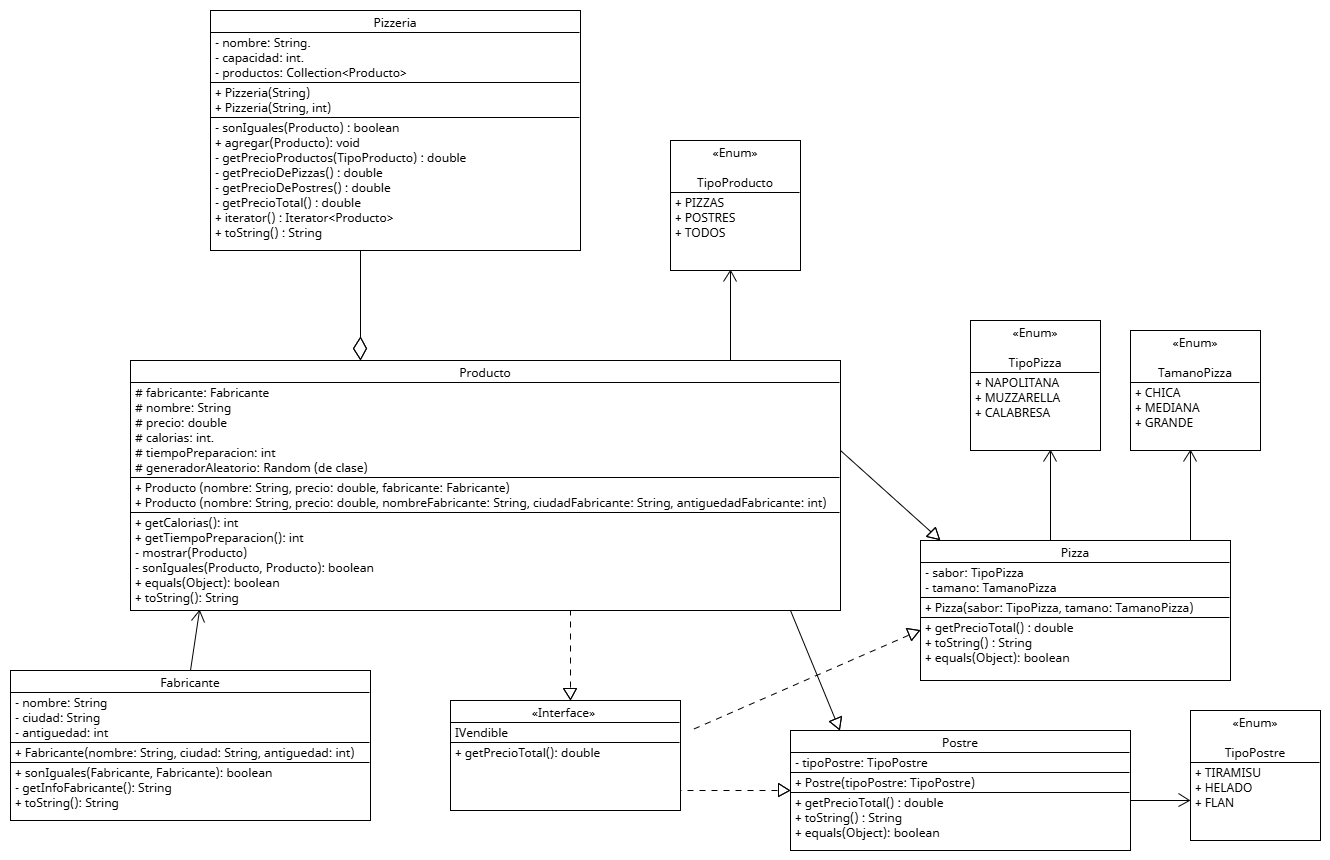 Pizzeria
- nombre: String.
- capacidad: int.
- productos: Collection<Producto>
+ Pizzeria(String)
+ Pizzeria(String, int)
- sonIguales(Producto) : boolean
+ agregar(Producto): void
- getPrecioProductos(TipoProducto) : double
- getPrecioDePizzas() : double
- getPrecioDePostres() : double
- getPrecioTotal() : double
+ iterator() : Iterator<Producto>
+ toString() : String
«Enum»
TipoProducto
+ PIZZAS
+ POSTRES
+ TODOS
«Enum»
TipoPizza
+ NAPOLITANA
+ MUZZARELLA
+ CALABRESA
«Enum»
TamanoPizza
+ CHICA
+ MEDIANA
+ GRANDE
Producto
# fabricante: Fabricante
# nombre: String
# precio: double
# calorias: int.
# tiempoPreparacion: int
# generadorAleatorio: Random (de clase)
+ Producto (nombre: String, precio: double, fabricante: Fabricante)
+ Producto (nombre: String, precio: double, nombreFabricante: String, ciudadFabricante: String, antiguedadFabricante: int)
+ getCalorias(): int
+ getTiempoPreparacion(): int
- mostrar(Producto)
- sonIguales(Producto, Producto): boolean
+ equals(Object): boolean
+ toString(): String
Pizza
- sabor: TipoPizza
- tamano: TamanoPizza
+ Pizza(sabor: TipoPizza, tamano: TamanoPizza)
+ getPrecioTotal() : double
+ toString() : String
+ equals(Object): boolean
Fabricante
- nombre: String
- ciudad: String
- antiguedad: int
+ Fabricante(nombre: String, ciudad: String, antiguedad: int)
+ sonIguales(Fabricante, Fabricante): boolean
- getInfoFabricante(): String
+ toString(): String
«Interface»
IVendible
+ getPrecioTotal(): double
Postre
- tipoPostre: TipoPostre
+ Postre(tipoPostre: TipoPostre)
+ getPrecioTotal() : double
+ toString() : String
+ equals(Object): boolean
«Enum»
TipoPostre
+ TIRAMISU
+ HELADO
+ FLAN